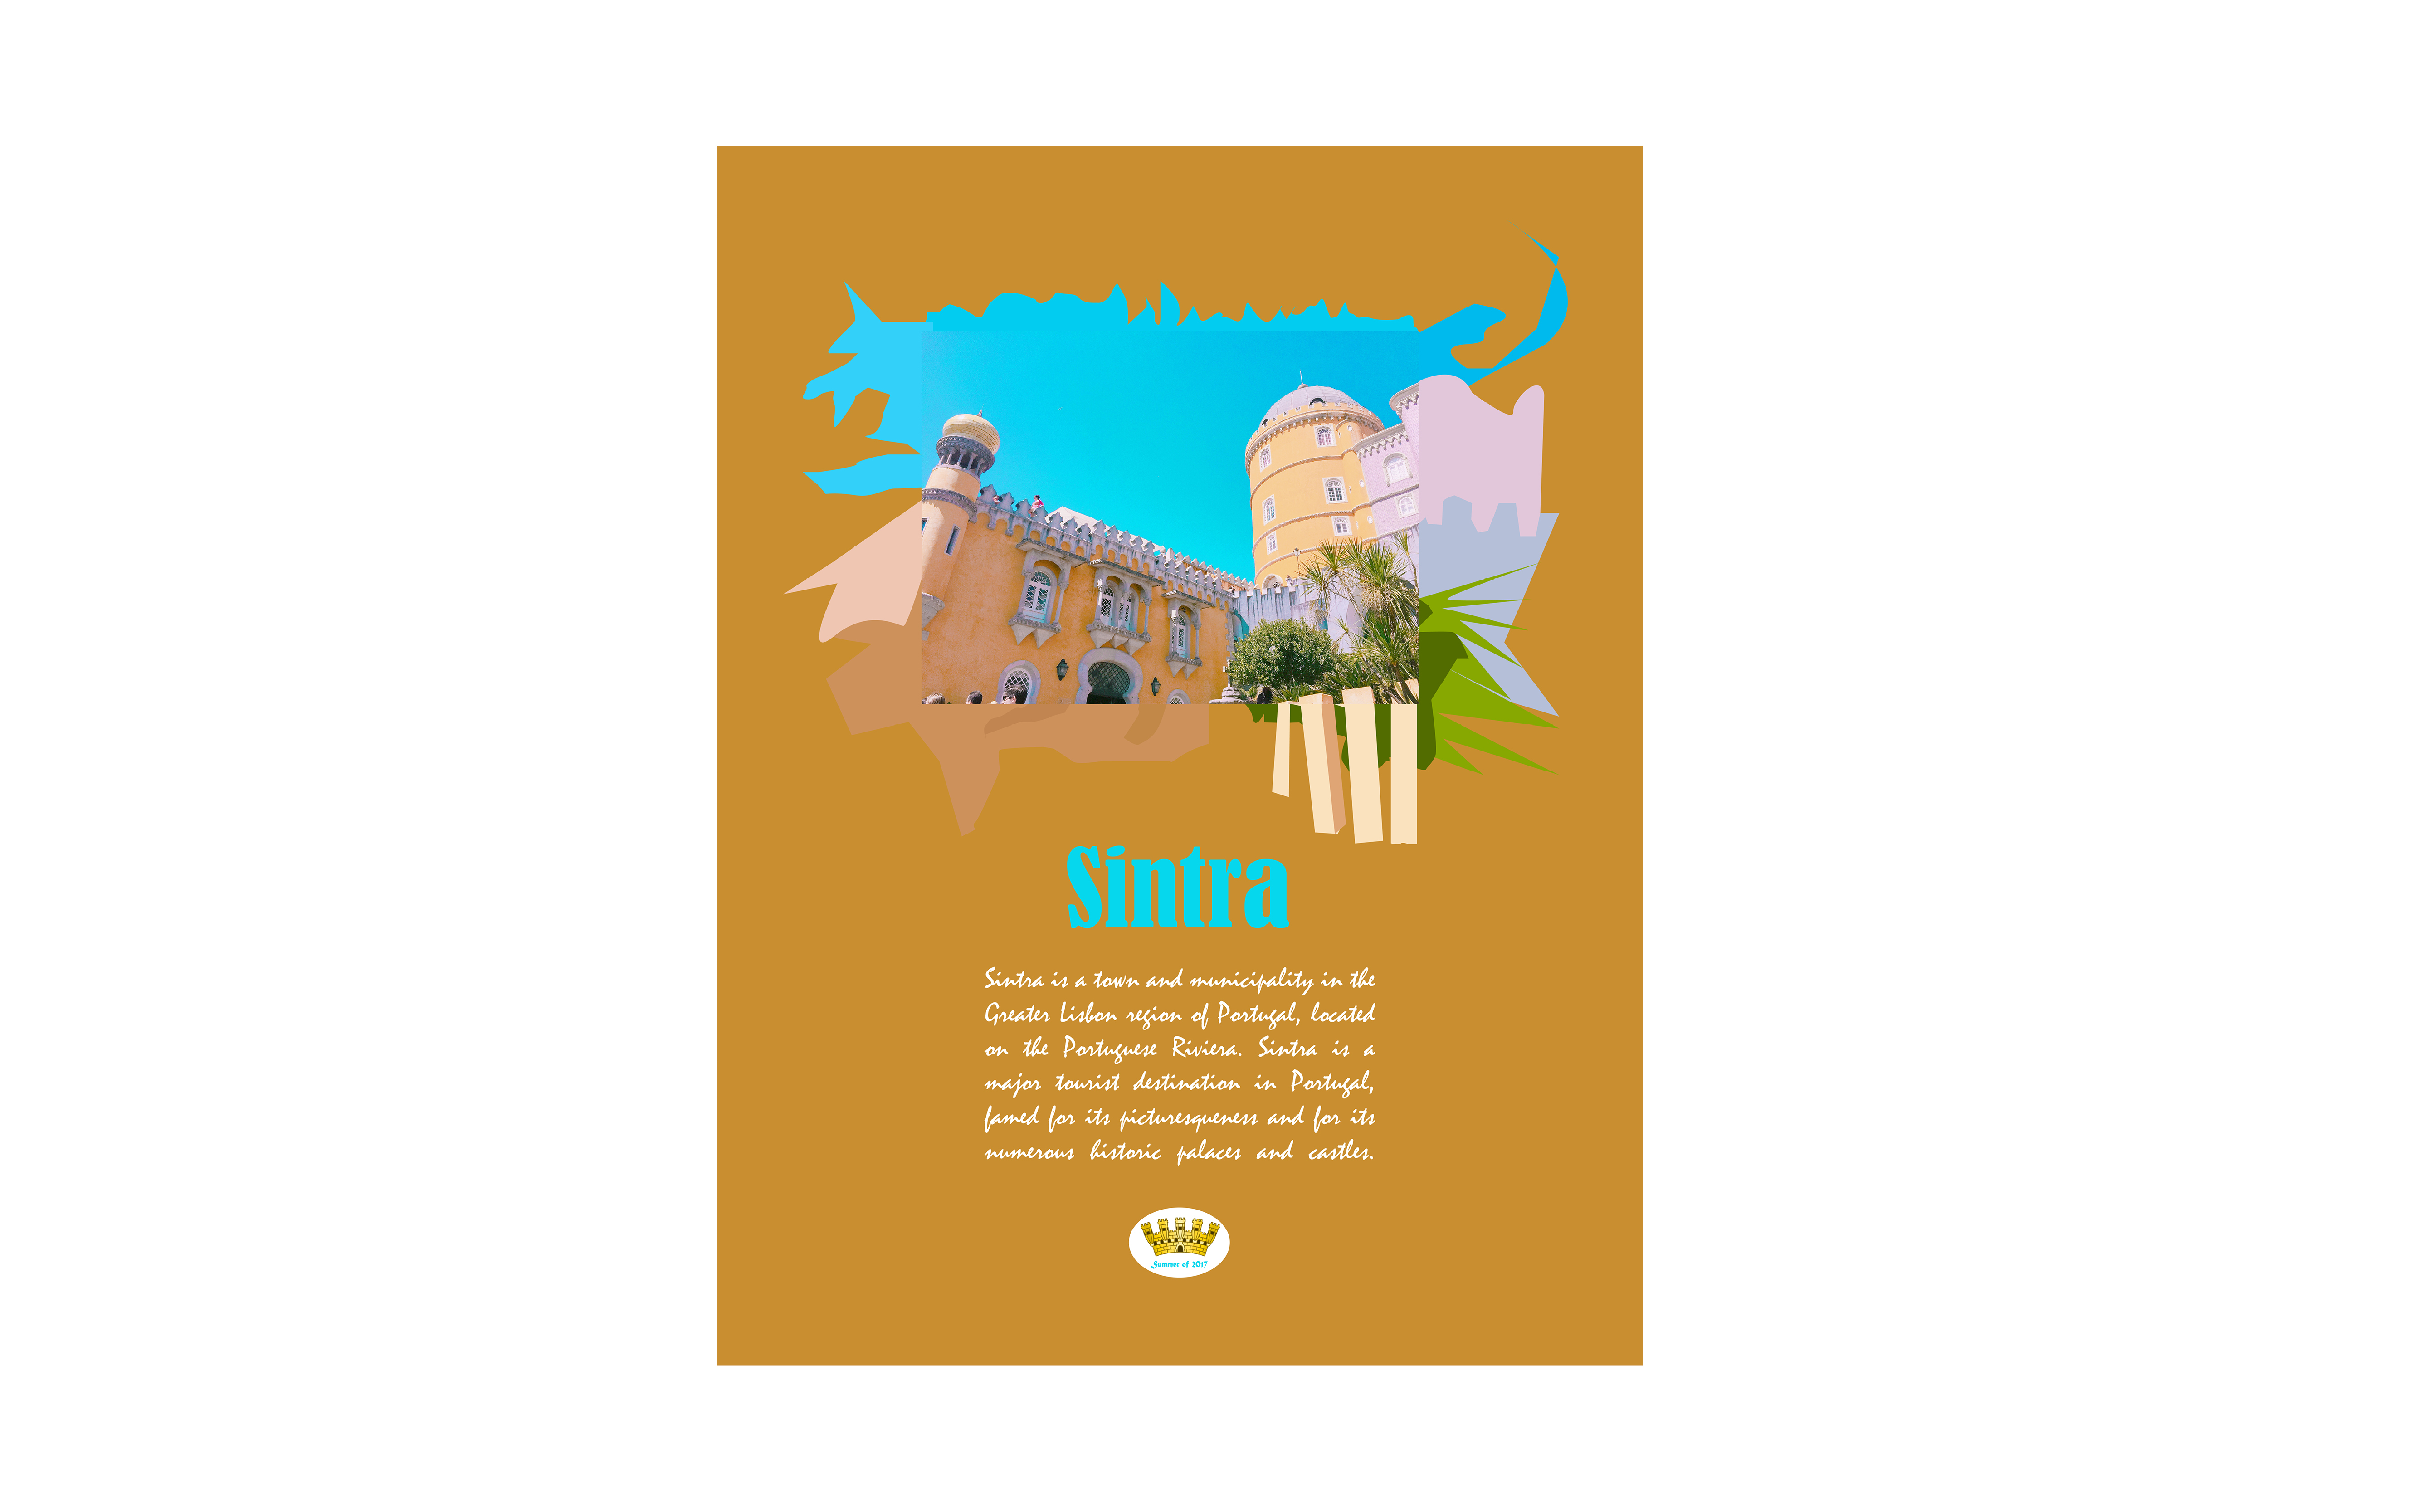 Sintra
Sintra is a town and municipality in the
Greater Lisbon region of Portugal, located
on the Portuguese Riviera. Sintra is a
major tourist destination in Portugal,
famed for its picturesqueness and for its
numerous historic palaces and castles.
Summer of 2017